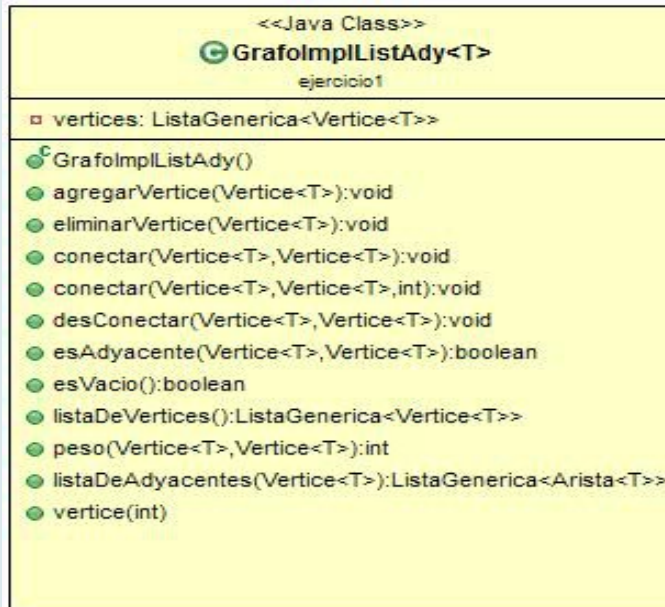 <<Java Class>>
GrafoImplListAdy<T>
ejercicio1
vertices: ListaGenerica<Vertice<T>>
GrafoImplListAdy()
agregarVertice(Vertice<T>):void
eliminarVertice(Vertice<T>):void
conectar(Vertice<T>,Vertice<T>):void
conectar(Vertice<T>,Vertice<T>,int):void
desConectar(Vertice<T>,Vertice<T>):void
esAdyacente(Vertice<T>,Vertice<T>):boolean
esVacio():boolean
listaDeVertices():ListaGenerica<Vertice<T>>
peso(Vertice<T>,Vertice<T>):int
listaDeAdyacentes(Vertice<T>):ListaGenerica<Arista<T>>
vertice(int)